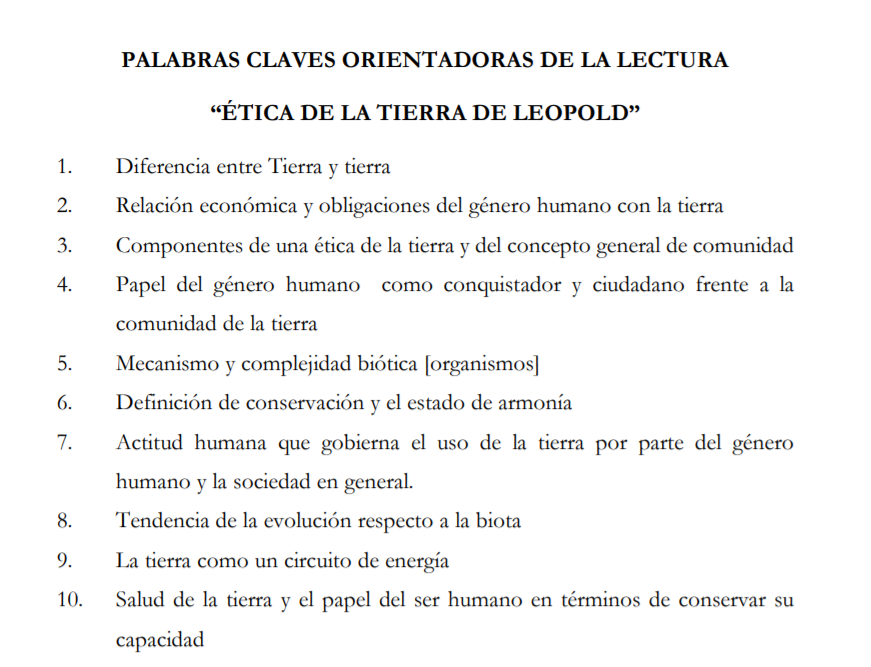 PALABRAS CLAVES ORIENTADORAS DE LA LECTURA
“ÉTICA DE LA TIERRA DE LEOPOLD”
1. Diferencia entre Tierra y tierra
2. Relación económica y obligaciones del género humano con la tierra
3. Componentes de una ética de la tierra y del concepto general de comunidad
4. Papel del género humano como conquistador y ciudadano frente a la
comunidad de la tierra
5. Mecanismo y complejidad biótica [organismos]
6. Definición de conservación y el estado de armonía
7. Actitud humana que gobierna el uso de la tierra por parte del género
humano y la sociedad en general.
8. Tendencia de la evolución respecto a la biota
9. La tierra como un circuito de energía
10. Salud de la tierra y el papel del ser humano en términos de conservar su
capacidad